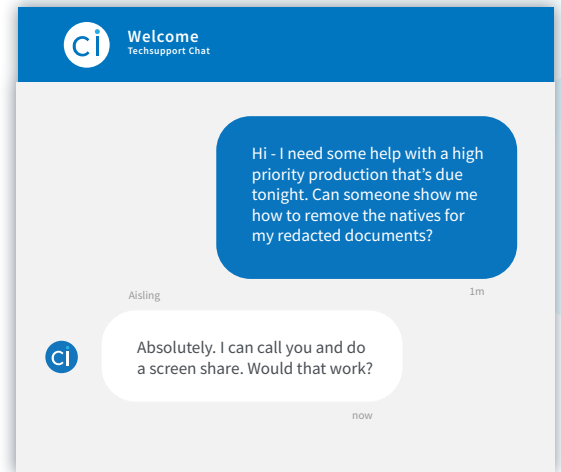 ci
Welcome
Techsupport Chat
Hi - I need some help with a high
priority production that’s due
tonight. Can someone show me
how to remove the natives for
my redacted documents?
1m
Aisling
ci
Absolutely. I can call you and do
a screen share. Would that work?
now